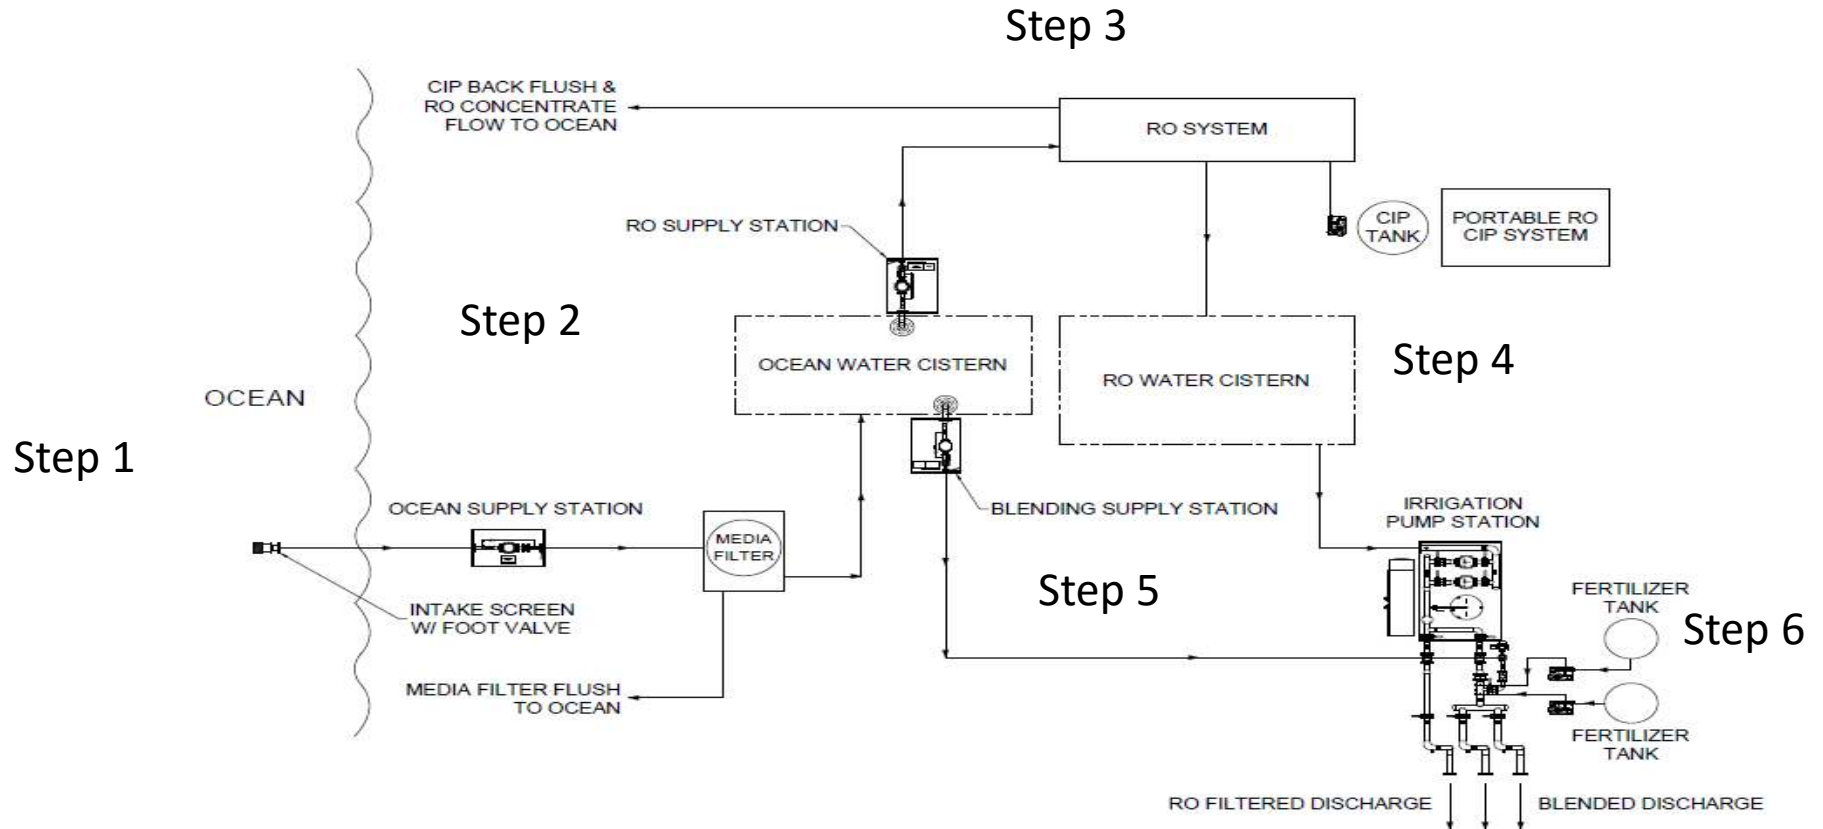 Step 3
CIP BACK FLUSH &
RO CONCENTRATE
FLOW TO OCEAN
RO SYSTEM
RO SUPPLY STATION
CIP
TANK
PORTABLE RO
CIP SYSTEM
Step 2
OCEAN WATER CISTERN
RO WATER CISTERN
Step 4
OCEAN
Step 1
OCEAN SUPPLY STATION
MEDIA
FILTER
BLENDING SUPPLY STATION
IRRIGATION
PUMP STATION
INTAKE SCREEN
W/ FOOT VALVE
Step 5
FERTILIZER
TANK
Step 6
MEDIA FILTER FLUSH
TO OCEAN
FERTILIZER
TANK
RO FILTERED DISCHARGE
BLENDED DISCHARGE